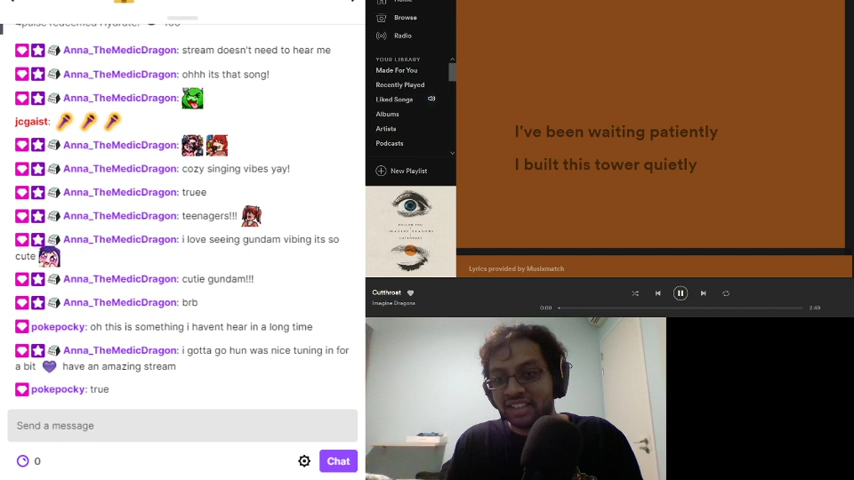 Anna_TheMedicDragon: stream doesn't need to hear me
Anna_TheMedicDragon: ohhh its that song!
Anna_TheMedicDragon:
jcgaist:
Anna_TheMedicDragon:
Anna_TheMedicDragon: cozy singing vibes yay!
Anna_TheMedicDragon: truee
Anna_TheMedicDragon: teenagers!!!
Anna_TheMedicDragon: i love seeing gundam vibing its so
cute
Anna_TheMedicDragon: cutie gundam!!!
Anna_TheMedicDragon: brb
pokepocky: oh this is something i havent hear in a long time
Anna_TheMedicDragon: i gotta go hun was nice tuning in for
a bit have an amazing stream
pokepocky: true
Send a message
0
Chat
Browse
Radio
YOUR LIBRARY
Made For You
Recently Played
Liked Songs
Albums
Artists
Podcasts
New Playlist
I've been waiting patiently
I built this tower quietly
Lyrics provided by Musixmatch
Cutthroat
Imagine Dragons
0:09
2:49